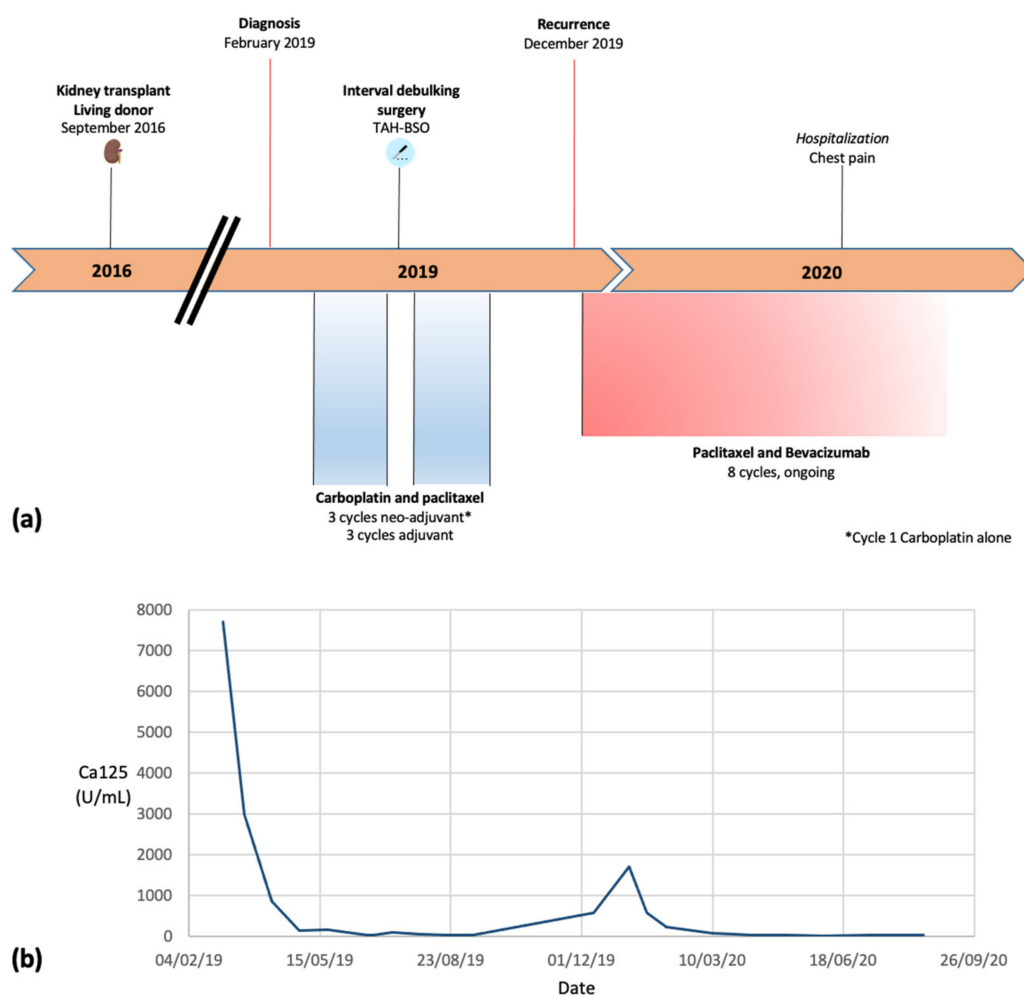 Diagnosis
February 2019
Recurrence
December 2019
Kidney transplant
Living donor
September 2016
Interval debulking
surgery
TAH-BSO
Hospitalization
Chest pain
2016
2019
2020
Carboplatin and paclitaxel
3 cycles neo-adjuvant*
3 cycles adjuvant
Paclitaxel and Bevacizumab
8 cycles, ongoing
(a)
*Cycle 1 Carboplatin alone
8000
7000
6000
5000
4000
3000
2000
1000
0
Ca125
(U/mL)
04/02/19
15/05/19
23/08/19
01/12/19
10/03/20
18/06/20
26/09/20
Date
(b)